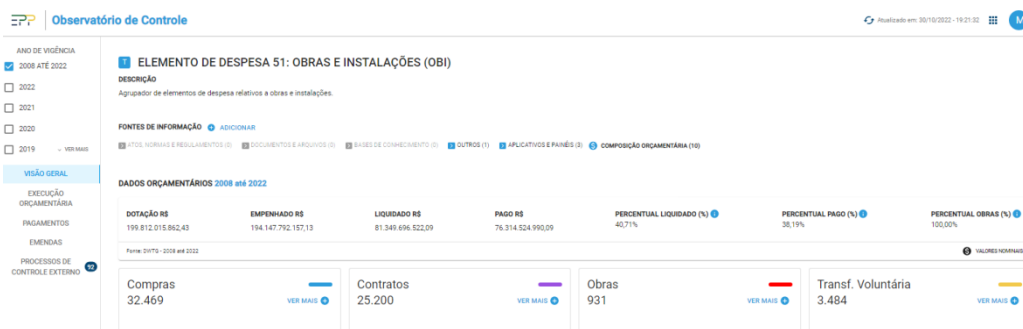 EPP Observatório de Controle
Atualizado em: 30/10/2022 - 19:21:32
M
ANO DE VIGÊNCIA
2008 ATÉ 2022
2022
2021
2020
2019 VER MAIS
VISÃO GERAL
EXECUÇÃO
ORÇAMENTÁRIA
PAGAMENTOS
EMENDAS
PROCESSOS DE
CONTROLE EXTERNO 92
T ELEMENTO DE DESPESA 51: OBRAS E INSTALAÇÕES (OBI)
DESCRIÇÃO
Agrupador de elementos de despesa relativos a obras e instalações.
FONTES DE INFORMAÇÃO ADICIONAR
ATOS, NORMAS E REGULAMENTOS (0) DOCUMENTOS E ARQUIVOS (0) BASES DE CONHECIMENTO (0) OUTROS (1) APLICATIVOS E PAINÉIS (3) COMPOSIÇÃO ORÇAMENTÁRIA (10)
DADOS ORÇAMENTÁRIOS 2008 até 2022
DOTAÇÃO R$ EMPENHADO R$ LIQUIDADO R$ PAGO R$ PERCENTUAL LIQUIDADO (%) PERCENTUAL PAGO (%) PERCENTUAL OBRAS (%)
199.812.015.862,43 194.147.792.157,13 81.349.696.522,09 76.314.524.990,09 40,71% 38,19% 100,00%
Fonte: DWTG - 2008 até 2022 VALORES NOMINAIS
Compras Contratos Obras Transf. Voluntária
32.469 VER MAIS 25.200 VER MAIS 931 VER MAIS 3.484 VER MAIS